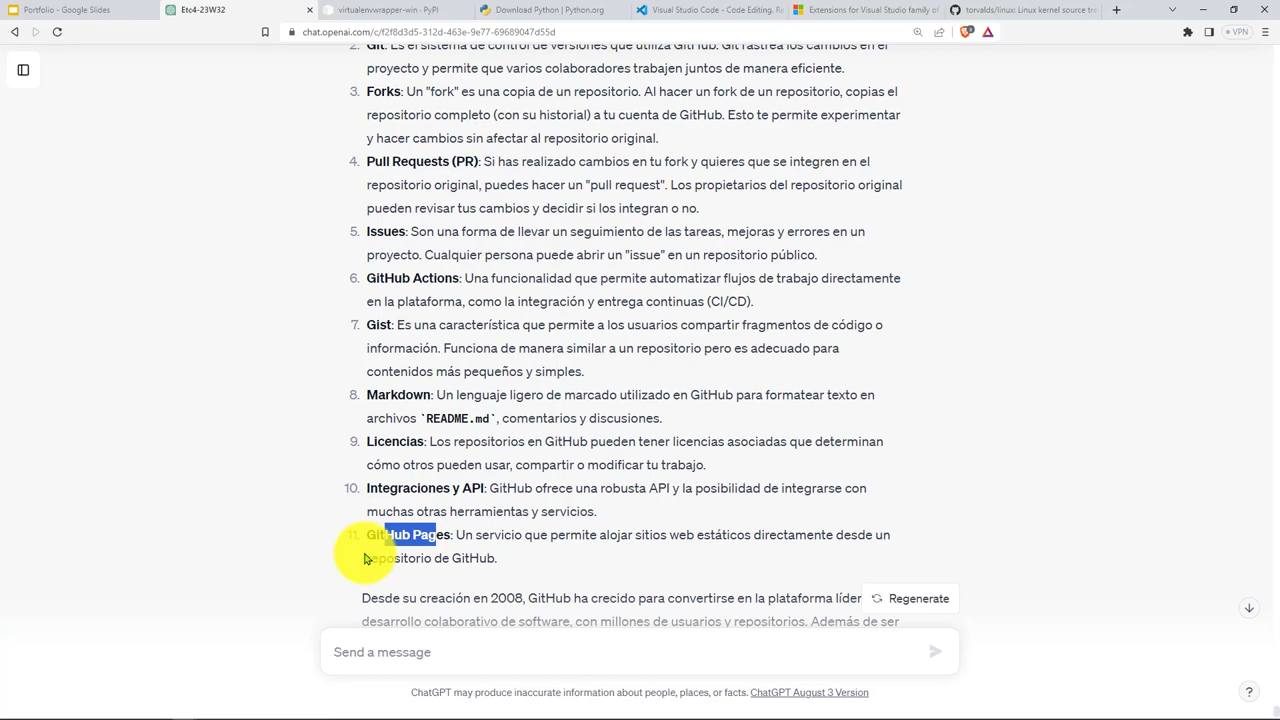 Portfolio - Google Slides
Etc4-23W32
virtualenvwrapper-win - PyPI
Download Python | Python.org
Visual Studio Code - Code Editing. R
Extensions for Visual Studio family of
torvalds/linux: Linux kernel source tr
chat.openai.com/c/f2f8d3d5-312d-463e-9e77-69689047d55d
VPN
2. Git: Es el sistema de control de versiones que utiliza GitHub. Git rastrea los cambios en el
proyecto y permite que varios colaboradores trabajen juntos de manera eficiente.
3. Forks: Un "fork" es una copia de un repositorio. Al hacer un fork de un repositorio, copias el
repositorio completo (con su historial) a tu cuenta de GitHub. Esto te permite experimentar
y hacer cambios sin afectar al repositorio original.
4. Pull Requests (PR): Si has realizado cambios en tu fork y quieres que se integren en el
repositorio original, puedes hacer un "pull request". Los propietarios del repositorio original
pueden revisar tus cambios y decidir si los integran o no.
5. Issues: Son una forma de llevar un seguimiento de las tareas, mejoras y errores en un
proyecto. Cualquier persona puede abrir un "issue" en un repositorio público.
6. GitHub Actions: Una funcionalidad que permite automatizar flujos de trabajo directamente
en la plataforma, como la integración y entrega continuas (CI/CD).
7. Gist: Es una característica que permite a los usuarios compartir fragmentos de código o
información. Funciona de manera similar a un repositorio pero es adecuado para
contenidos más pequeños y simples.
8. Markdown: Un lenguaje ligero de marcado utilizado en GitHub para formatear texto en
archivos `README.md`, comentarios y discusiones.
9. Licencias: Los repositorios en GitHub pueden tener licencias asociadas que determinan
cómo otros pueden usar, compartir o modificar tu trabajo.
10. Integraciones y API: GitHub ofrece una robusta API y la posibilidad de integrarse con
muchas otras herramientas y servicios.
11. GitHub Pages: Un servicio que permite alojar sitios web estáticos directamente desde un
repositorio de GitHub.
Desde su creación en 2008, GitHub ha crecido para convertirse en la plataforma líder
Regenerate
desarrollo colaborativo de software, con millones de usuarios y repositorios. Además de ser
Send a message
ChatGPT may produce inaccurate information about people, places, or facts. ChatGPT August 3 Version
?